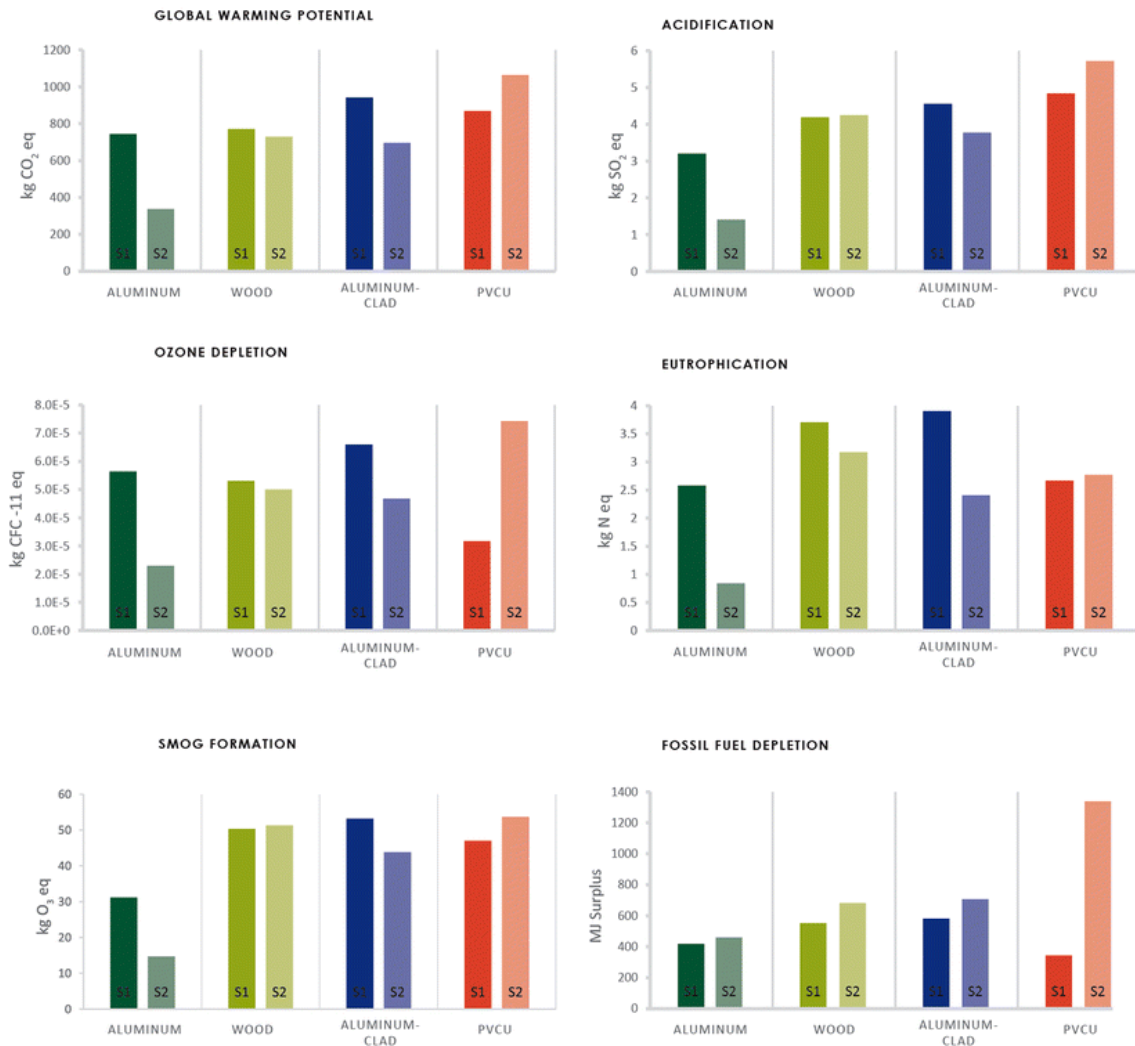 GLOBAL WARMING POTENTIAL
kg CO2 eq
1200
1000
800
600
400
200
0
S1 S2 S1 S2 S1 S2 S1 S2
ALUMINUM WOOD ALUMINUM- PVCU
CLAD
ACIDIFICATION
kg SO2 eq
6
5
4
3
2
1
0
S1 S2 S1 S2 S1 S2 S1 S2
ALUMINUM WOOD ALUMINUM- PVCU
CLAD
OZONE DEPLETION
kg CFC -11 eq
8.0E-5
7.0E-5
6.0E-5
5.0E-5
4.0E-5
3.0E-5
2.0E-5
1.0E-5
0.0E+0
S1 S2 S1 S2 S1 S2 S1 S2
ALUMINUM WOOD ALUMINUM- PVCU
CLAD
EUTROPHICATION
kg N eq
4
3.5
3
2.5
2
1.5
1
0.5
0
S1 S2 S1 S2 S1 S2 S1 S2
ALUMINUM WOOD ALUMINUM- PVCU
CLAD
SMOG FORMATION
kg O3 eq
60
50
40
30
20
10
0
S1 S2 S1 S2 S1 S2 S1 S2
ALUMINUM WOOD ALUMINUM- PVCU
CLAD
FOSSIL FUEL DEPLETION
MJ Surplus
1400
1200
1000
800
600
400
200
0
S1 S2 S1 S2 S1 S2 S1 S2
ALUMINUM WOOD ALUMINUM- PVCU
CLAD